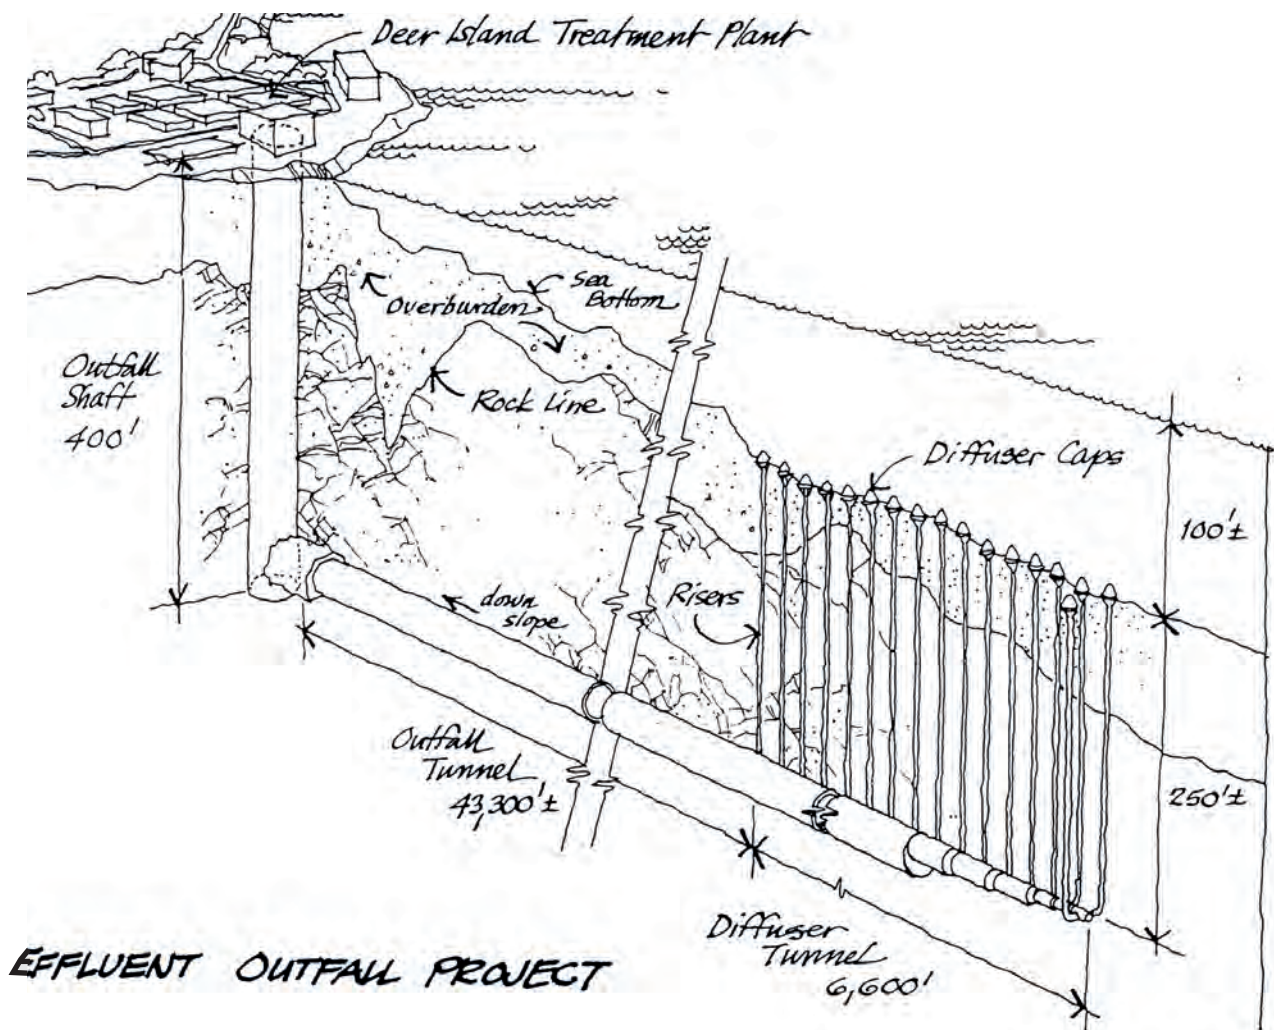 Deer Island Treatment Plant
Sea
Bottom
Overburden
Rock Line
Outfall
Shaft
400'
Diffuser Caps
100'±
Risers
down
slope
Outfall
Tunnel
43,300'±
250'±
Diffuser
Tunnel
6,600'
EFFLUENT OUTFALL PROJECT